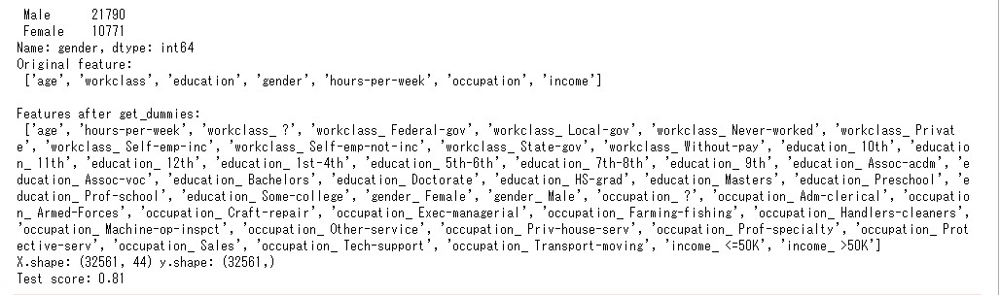 Male     21790
Female   10771
Name: gender, dtype: int64
Original feature:
['age', 'workclass', 'education', 'gender', 'hours-per-week', 'occupation', 'income']
Features after get_dummies:
['age', 'hours-per-week', 'workclass_ ?', 'workclass_ Federal-gov', 'workclass_ Local-gov', 'workclass_ Never-worked', 'workclass_ Privat
e', 'workclass_ Self-emp-inc', 'workclass_ Self-emp-not-inc', 'workclass_ State-gov', 'workclass_ Without-pay', 'education_ 10th', 'educatio
n_ 11th', 'education_ 12th', 'education_ 1st-4th', 'education_ 5th-6th', 'education_ 7th-8th', 'education_ 9th', 'education_ Assoc-acdm', 'e
ducation_ Assoc-voc', 'education_ Bachelors', 'education_ Doctorate', 'education_ HS-grad', 'education_ Masters', 'education_ Preschool', 'e
ducation_ Prof-school', 'education_ Some-college', 'gender_ Female', 'gender_ Male', 'occupation_ ?', 'occupation_ Adm-clerical', 'occupatio
n_ Armed-Forces', 'occupation_ Craft-repair', 'occupation_ Exec-managerial', 'occupation_ Farming-fishing', 'occupation_ Handlers-cleaners',
'occupation_ Machine-op-inspct', 'occupation_ Other-service', 'occupation_ Priv-house-serv', 'occupation_ Prof-specialty', 'occupation_ Prot
ective-serv', 'occupation_ Sales', 'occupation_ Tech-support', 'occupation_ Transport-moving', 'income_ <=50K', 'income_ >50K']
X.shape: (32561, 44) y.shape: (32561,)
Test score: 0.81